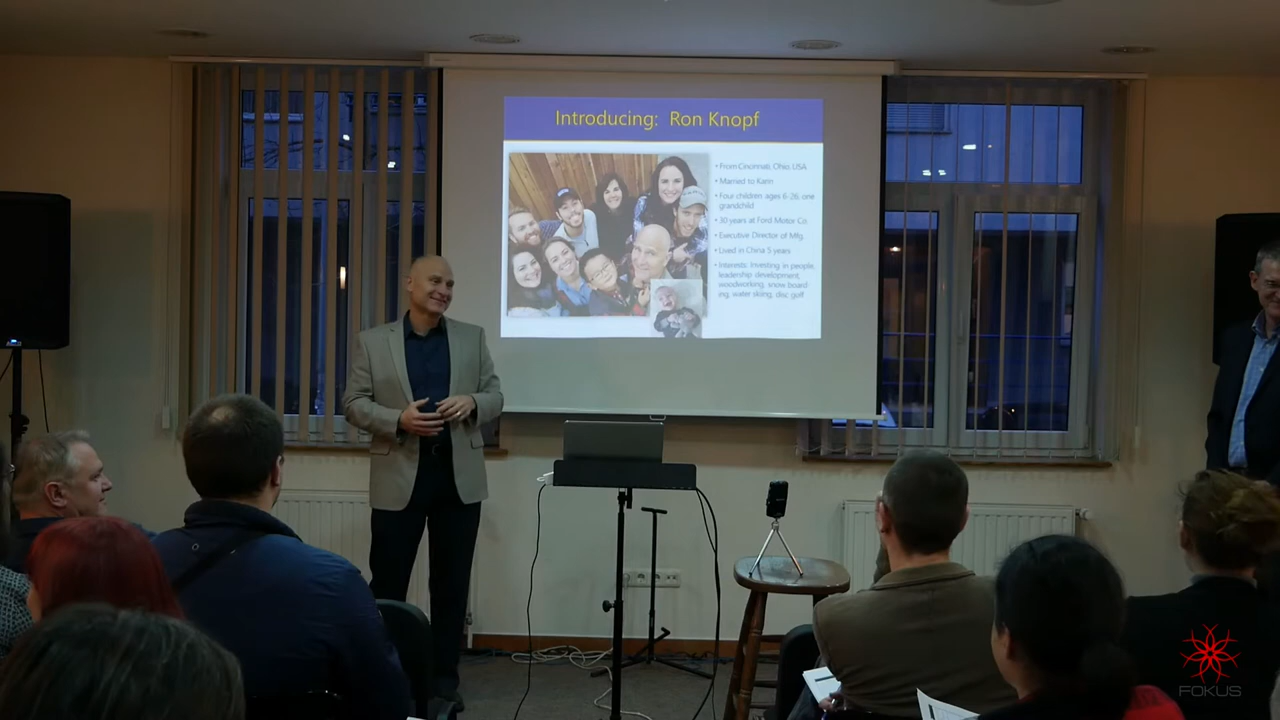 Introducing: Ron Knopf
• From Cincinnati, Ohio, USA
• Married to Karin
• Four children ages 6-26, one
grandchild
• 30 years at Ford Motor Co.
• Executive Director of Mfg.
• Lived in China 5 years
• Interests: Investing in people,
leadership development,
woodworking, snow board-
ing, water skiing, disc golf
FOKUS